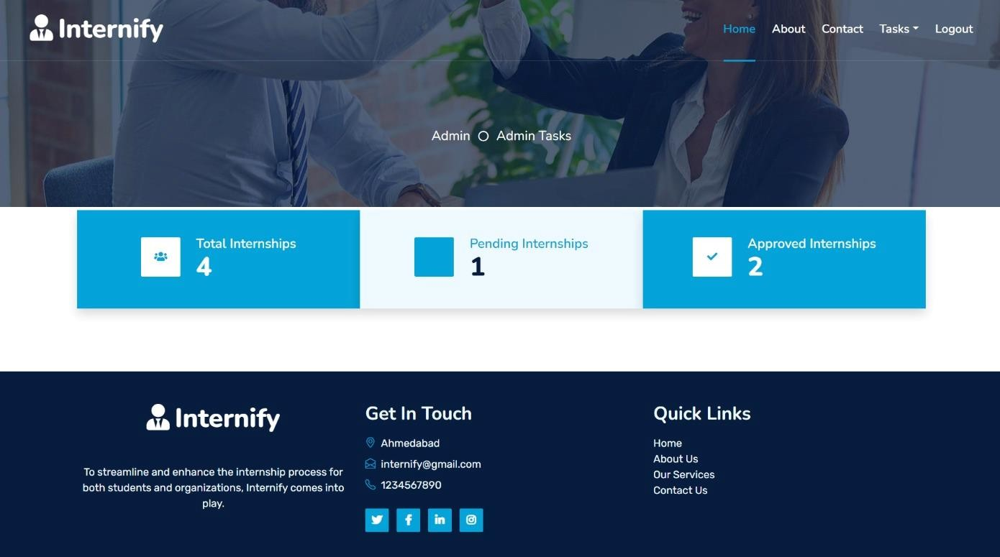 Internify
Home About Contact Tasks Logout
Admin Admin Tasks
Total Internships
4
Pending Internships
1
Approved Internships
2
Internify
To streamline and enhance the internship process for
both students and organizations, Internify comes into
play.
Get In Touch
Ahmedabad
internify@gmail.com
1234567890
Quick Links
Home
About Us
Our Services
Contact Us